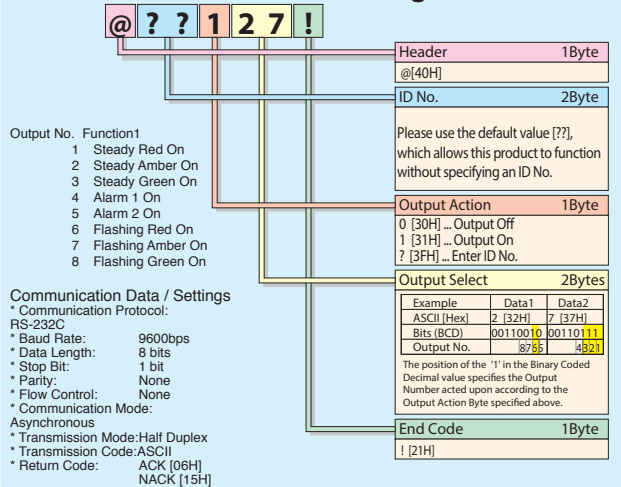 @ ? ? 1 2 7 !
Header 1Byte
@[40H]
ID No. 2Byte
Please use the default value [??],
which allows this product to function
without specifying an ID No.
Output Action 1Byte
0 [30H] ... Output Off
1 [31H] ... Output On
? [3FH] ... Enter ID No.
Output Select 2Bytes
Example Data1 Data2
ASCII [Hex] 2 [32H] 7 [37H]
Bits (BCD) 00110010 00110111
Output No. 8765 4321
The position of the '1' in the Binary Coded
Decimal value specifies the Output
Number acted upon according to the
Output Action Byte specified above.
End Code 1Byte
! [21H]
Output No. Function1
1 Steady Red On
2 Steady Amber On
3 Steady Green On
4 Alarm 1 On
5 Alarm 2 On
6 Flashing Red On
7 Flashing Amber On
8 Flashing Green On
Communication Data / Settings
* Communication Protocol:
RS-232C
* Baud Rate: 9600bps
* Data Length: 8 bits
* Stop Bit: 1 bit
* Parity: None
* Flow Control: None
* Communication Mode:
Asynchronous
* Transmission Mode:Half Duplex
* Transmission Code:ASCII
* Return Code: ACK [06H]
NACK [15H]